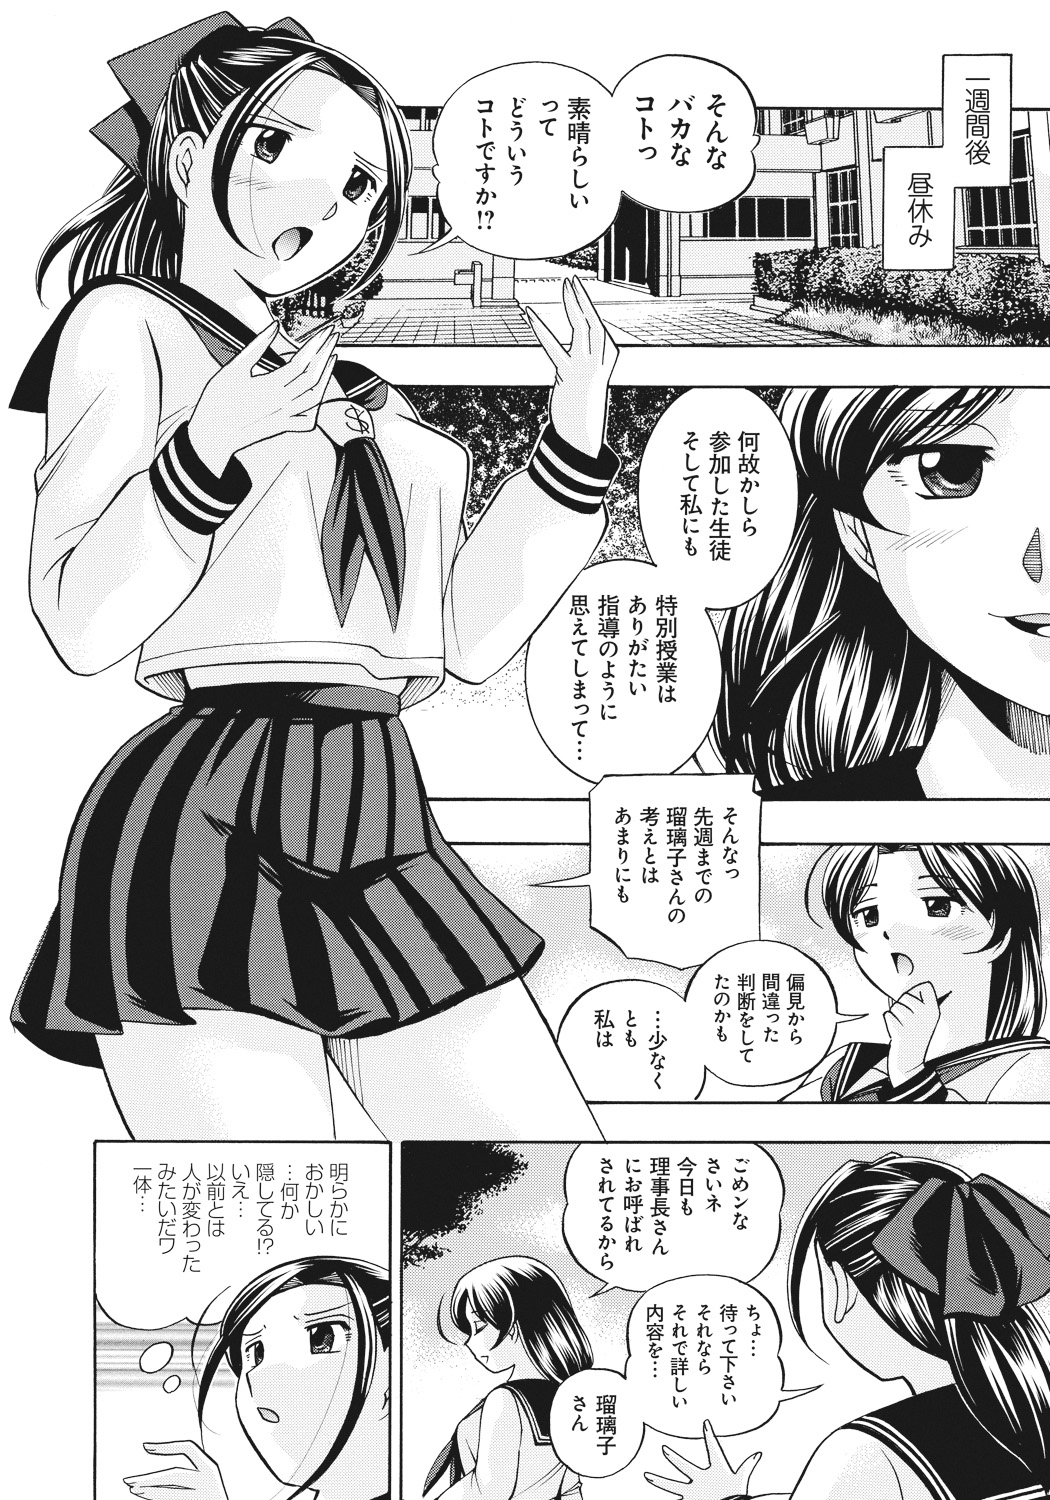 一週間後
昼休み
そんな
バカな
コトっ
素晴らしい
って
どういう
コトですか!?
何故かしら
参加した生徒
そして私にも
特別授業は
ありがたい
指導のように
思えてしまって…
そんなっ
先週までの
瑠璃子さんの
考えとは
あまりにも
偏見から
間違った
判断をして
たのかも
…少なく
とも
私は
ごめンな
さいネ
今日も
理事長さん
にお呼ばれ
されてるから
ちょ…
待って下さい
それなら
それで詳しい
内容を…
瑠璃子
さん
明らかに
おかしい
…何か
隠してる!?
いえ…
以前とは
人が変わった
みたいだワ
一体…